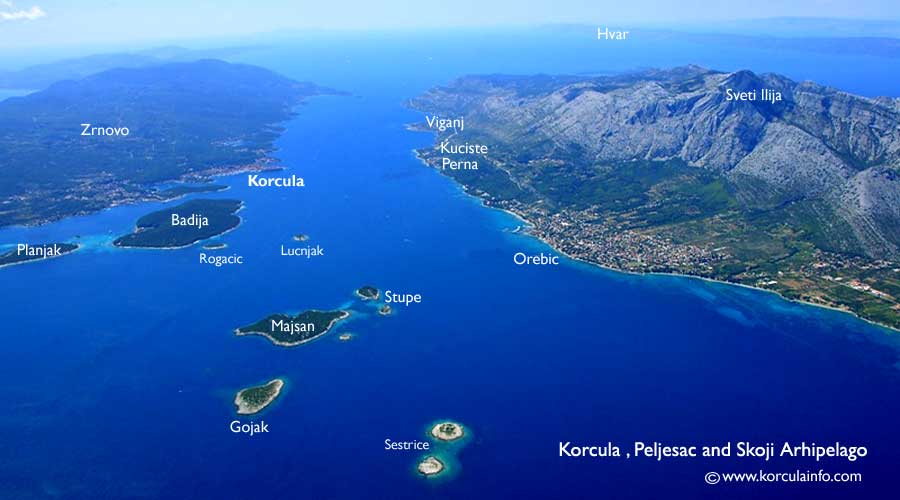 Hvar
Sveti Ilija
Viganj
Zrnovo
Kuciste
Perna
Korcula
Badija
Planjak
Rogacic
Lucnjak
Orebic
Stupe
Majsan
Gojak
Sestrice
Korcula , Peljesac and Skoji Arhipelago
© www.korculainfo.com